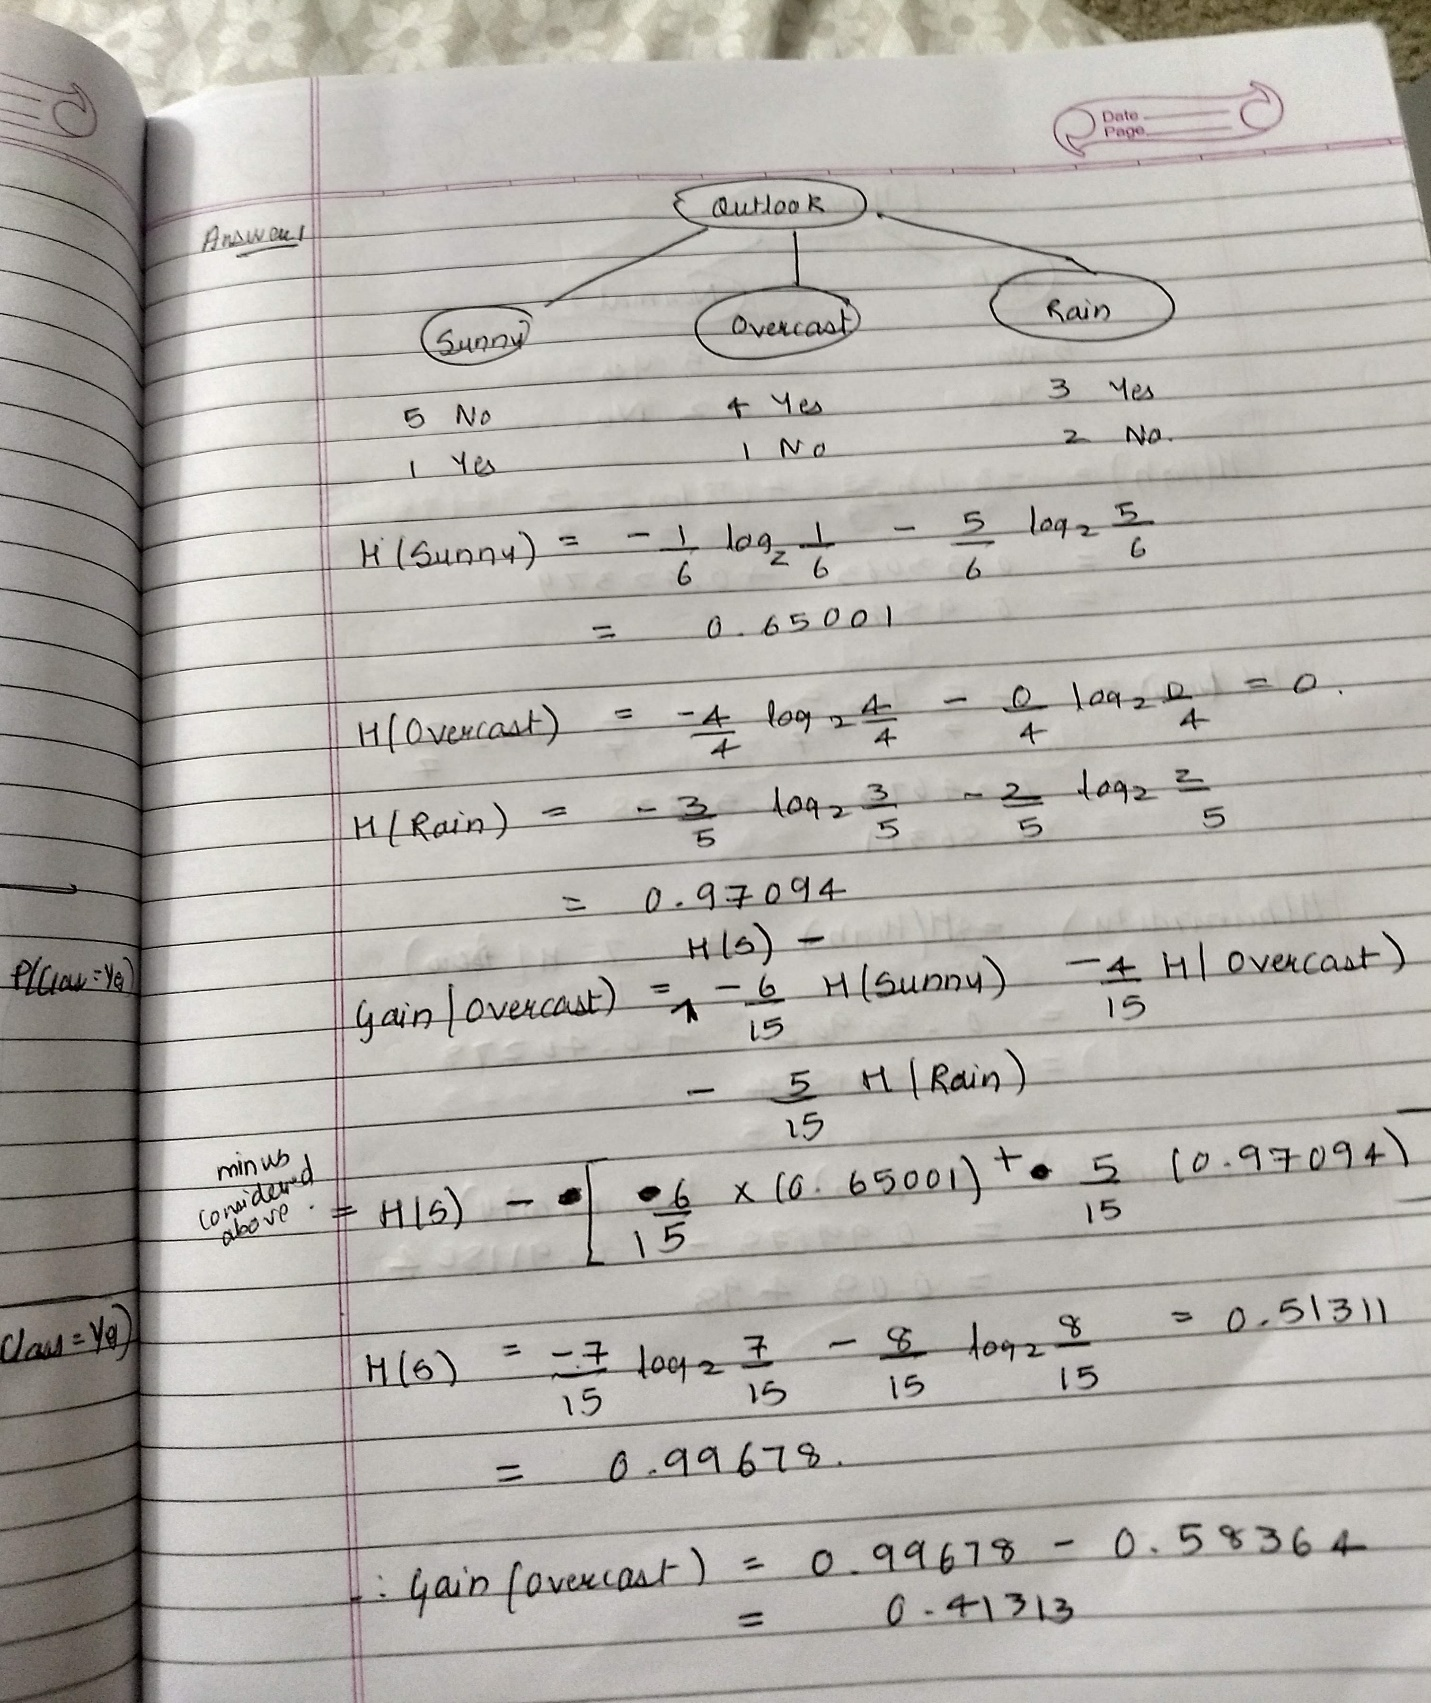 Date
Page
Answer 1
Outlook
Sunny Overcast Rain
5 No 4 Yes 3 Yes
1 Yes 1 No 2 No.
H(Sunny) = - 1/6 log₂ 1/6 - 5/6 log₂ 5/6
= 0.65001
H(Overcast) = -4/4 log₂ 4/4 - 0/4 log₂ 0/4 = 0.
H(Rain) = - 3/5 log₂ 3/5 - 2/5 log₂ 2/5
= 0.97094
H(S) -
Gain(Overcast) = - 6/15 H(Sunny) - 4/15 H(Overcast)
- 5/15 H(Rain)
minus
considered
above.
= H(S) - [ 6/15 × (0.65001) + 5/15 (0.97094)
H(S) = -7/15 log₂ 7/15 - 8/15 log₂ 8/15 = 0.51311
= 0.99678.
∴ Gain(overcast) = 0.99678 - 0.58364
= 0.41313
P(Class=Yes)
Class=Yes)